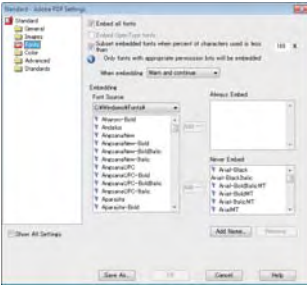 Standard - Adobe PDF Settings
Standard
General
Images
Fonts
Color
Advanced
Standards
Embed all fonts
Embed OpenType fonts
Subset embedded fonts when percent of characters used is less than
100 %
Only fonts with appropriate permission bits will be embedded
When embedding
Warn and continue
Embedding
Font Source
C:\Windows\Fonts\
Aharoni-Bold
Andalus
AngsanaNew
AngsanaNew-Bold
AngsanaNew-BoldItalic
AngsanaNew-Italic
AngsanaUPC
AngsanaUPC-Bold
AngsanaUPC-BoldItalic
AngsanaUPC-Italic
Aparajita
Aparajita-Bold
Always Embed
Never Embed
Arial-Black
Arial-BlackItalic
Arial-BoldItalicMT
Arial-BoldMT
Arial-ItalicMT
ArialMT
Add Name...
Remove
Show All Settings
Save As...
OK
Cancel
Help